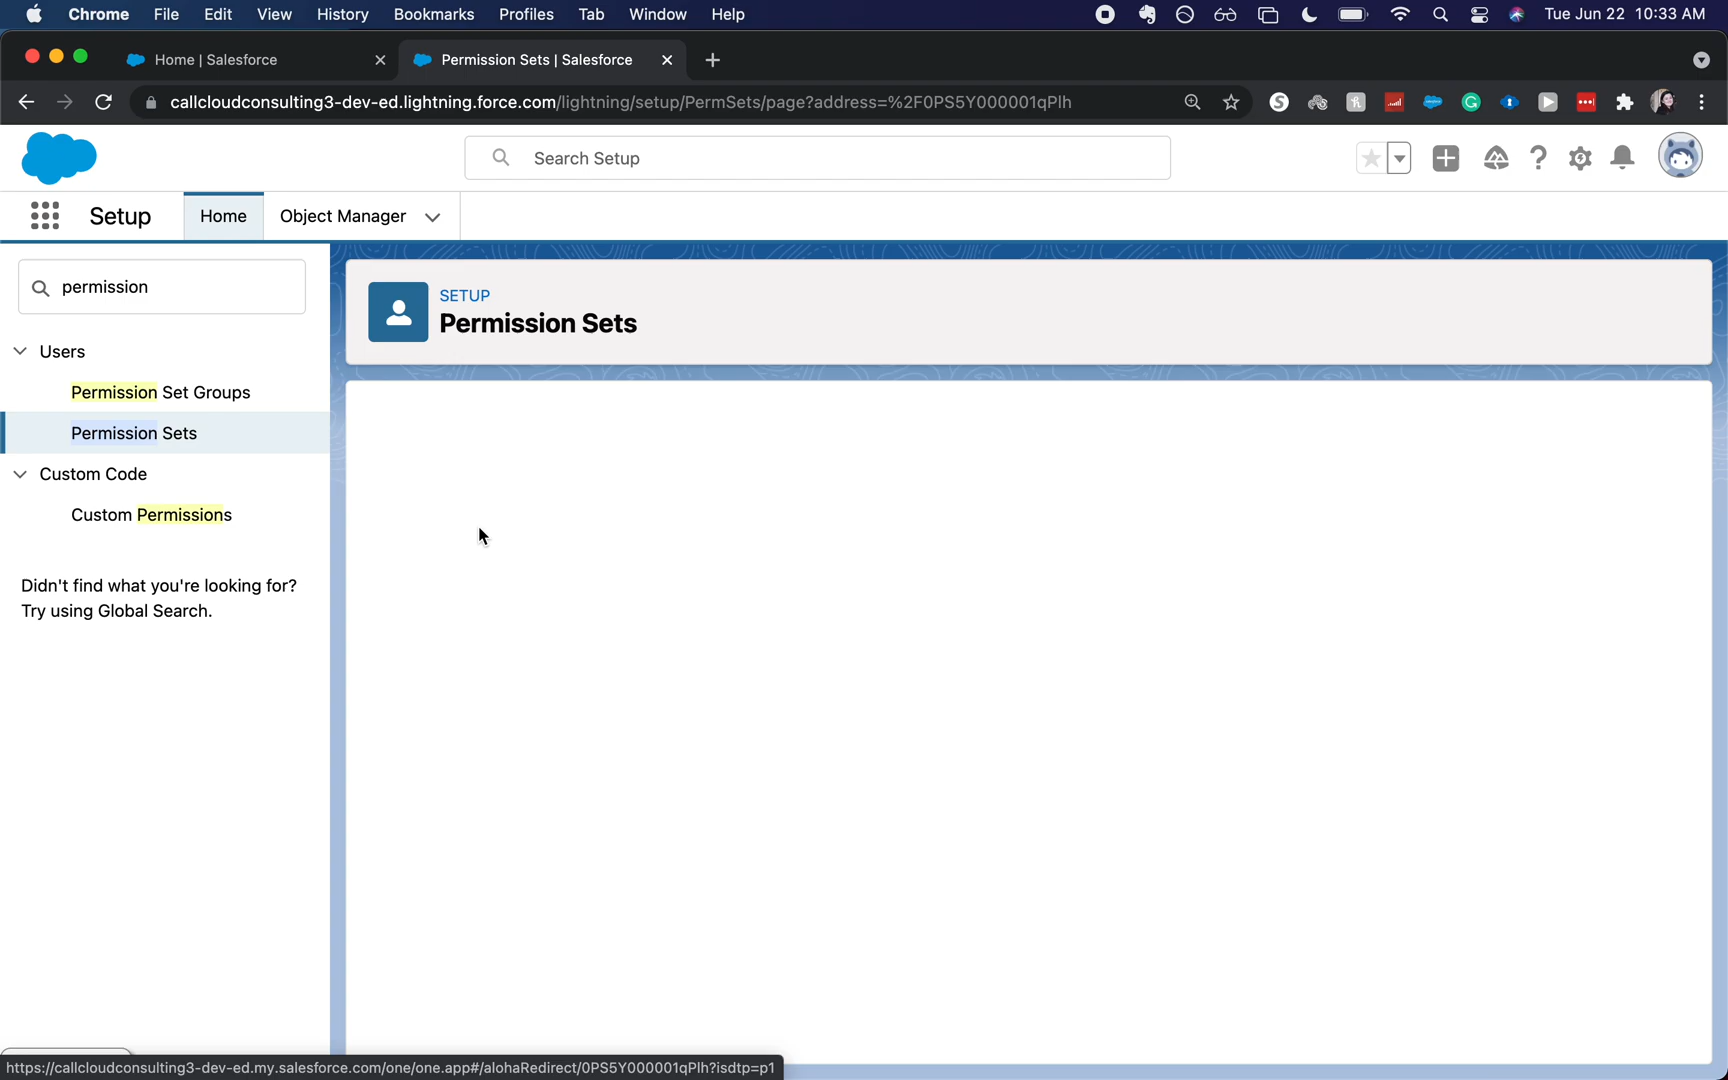 Chrome File Edit View History Bookmarks Profiles Tab Window Help Tue Jun 22 10:33 AM
Home | Salesforce Permission Sets | Salesforce
callcloudconsulting3-dev-ed.lightning.force.com/lightning/setup/PermSets/page?address=%2F0PS5Y000001qPlh
Search Setup
Setup Home Object Manager
permission
SETUP
Permission Sets
Users
Permission Set Groups
Permission Sets
Custom Code
Custom Permissions
Didn't find what you're looking for?
Try using Global Search.
https://callcloudconsulting3-dev-ed.my.salesforce.com/one/one.app#/alohaRedirect/0PS5Y000001qPlh?isdtp=p1